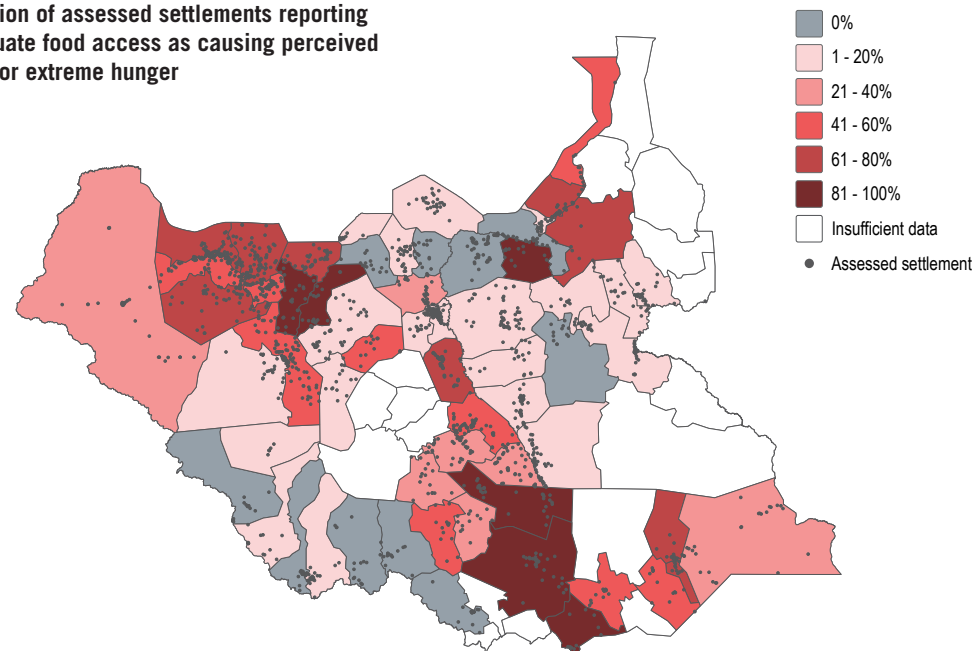 ion of assessed settlements reporting
uate food access as causing perceived
or extreme hunger
0%
1 - 20%
21 - 40%
41 - 60%
61 - 80%
81 - 100%
Insufficient data
Assessed settlement